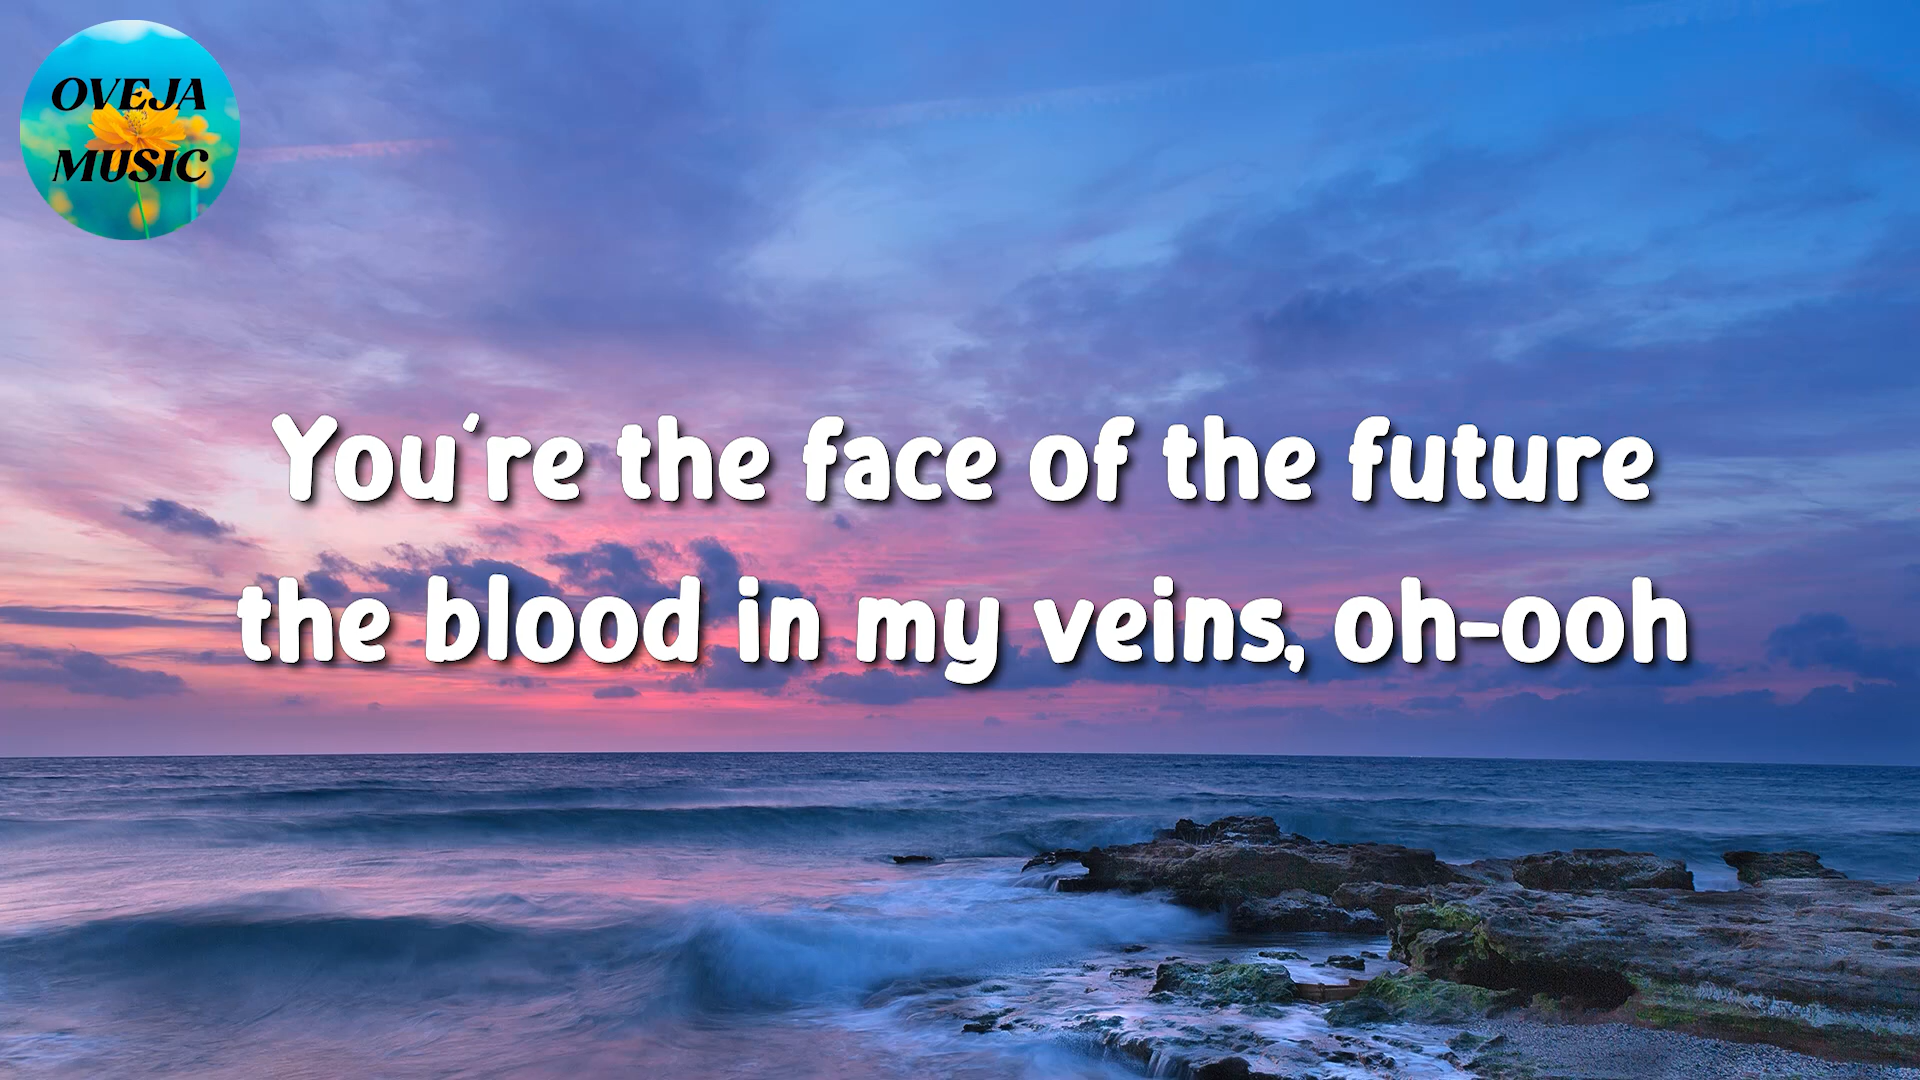 OVEJA
MUSIC
You're the face of the future
the blood in my veins, oh-ooh